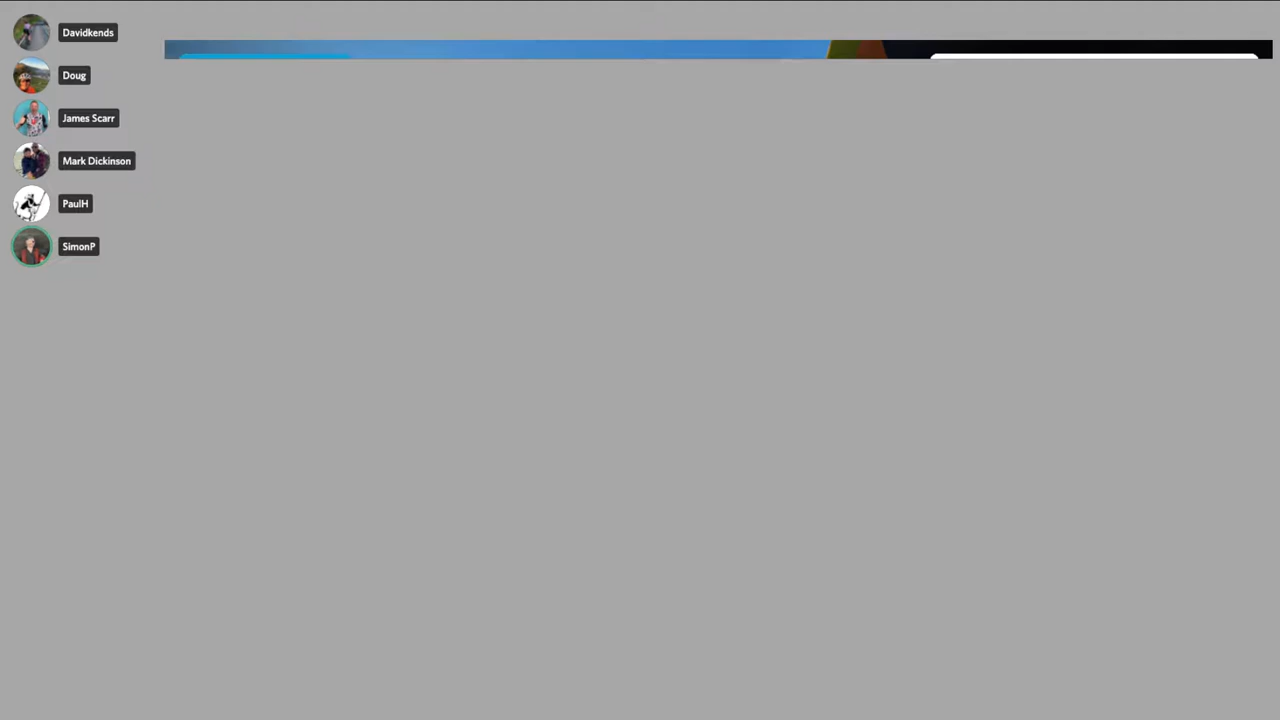 Davidkends
Doug
James Scarr
Mark Dickinson
PaulH
SimonP